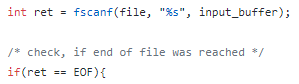 int ret = fscanf(file, "%s", input_buffer);
/* check, if end of file was reached */
if(ret == EOF){